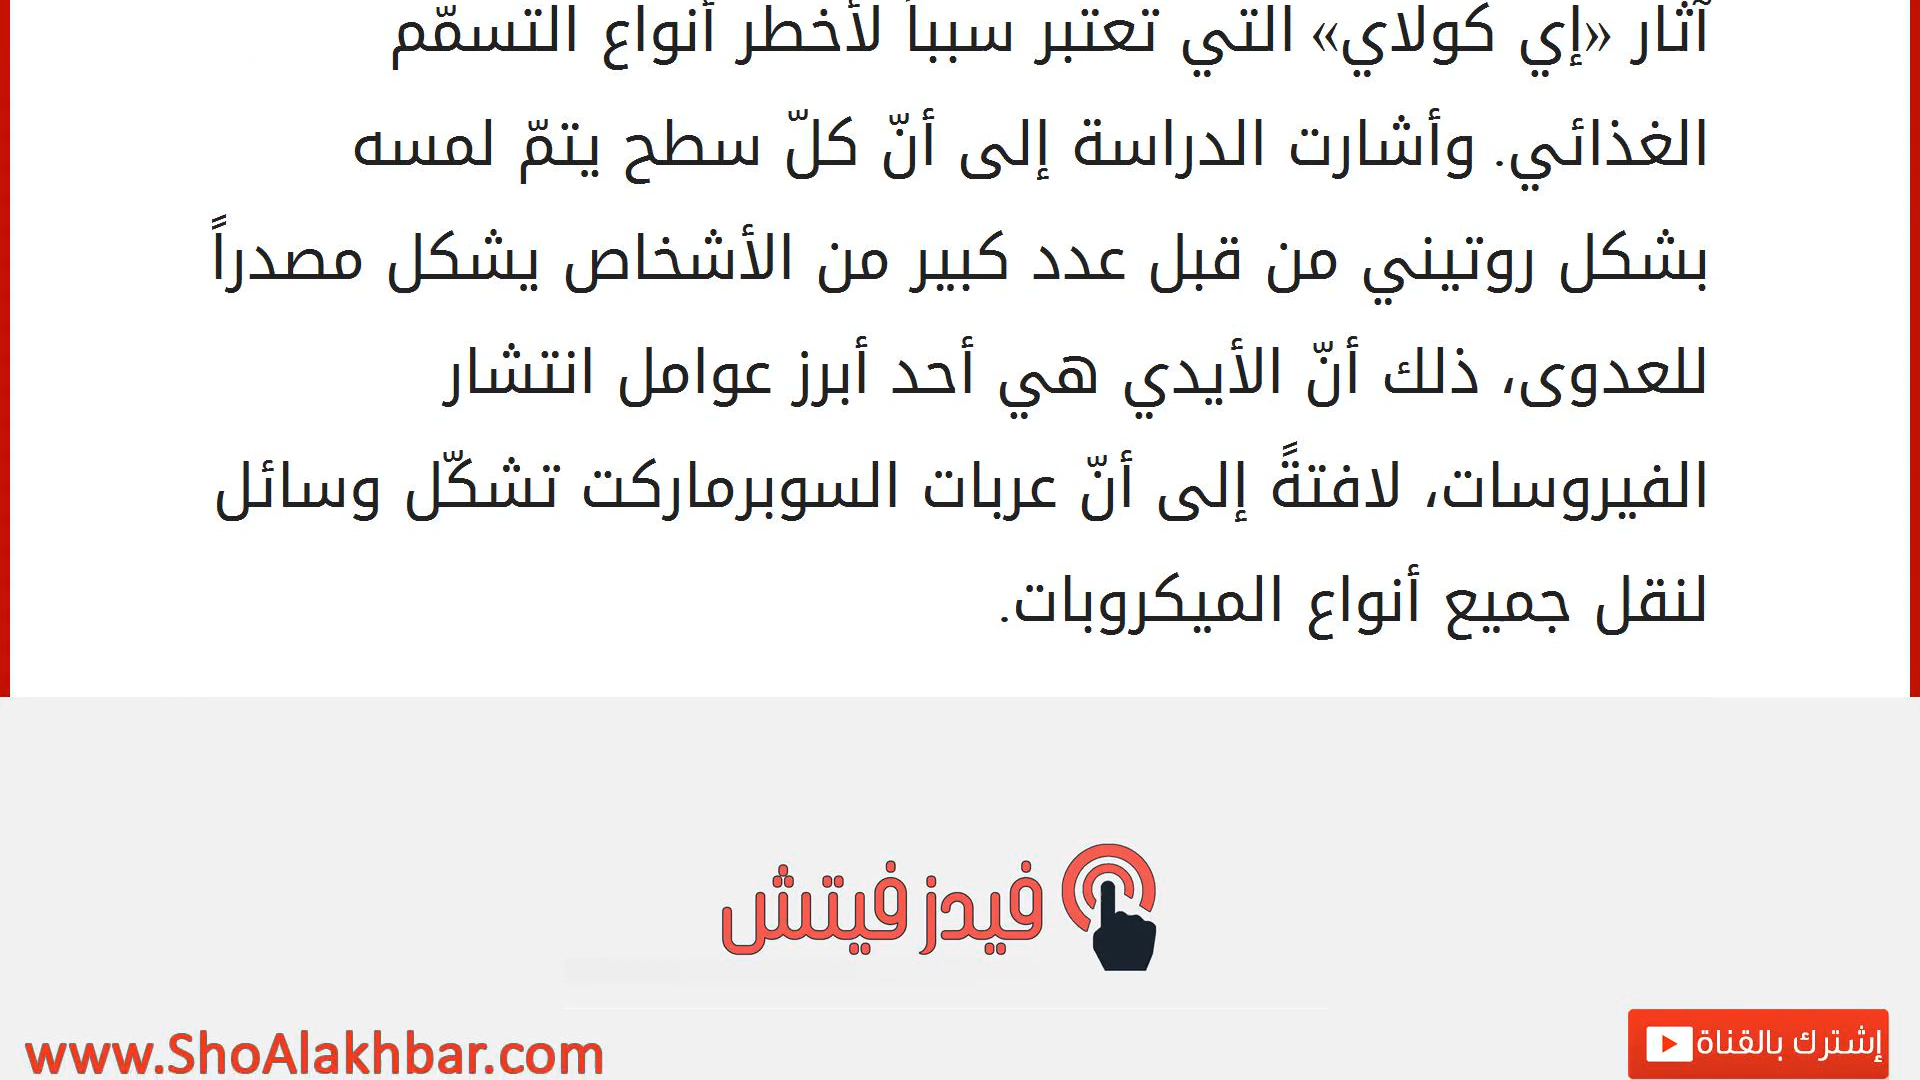 آثار «إي كولاي» التي تعتبر سبباً لأخطر أنواع التسمّم
الغذائي. وأشارت الدراسة إلى أنّ كلّ سطح يتمّ لمسه
بشكل روتيني من قبل عدد كبير من الأشخاص يشكل مصدراً
للعدوى، ذلك أنّ الأيدي هي أحد أبرز عوامل انتشار
الفيروسات، لافتةً إلى أنّ عربات السوبرماركت تشكّل وسائل
لنقل جميع أنواع الميكروبات.
فيدز فيتش
www.ShoAlakhbar.com
إشترك بالقناة